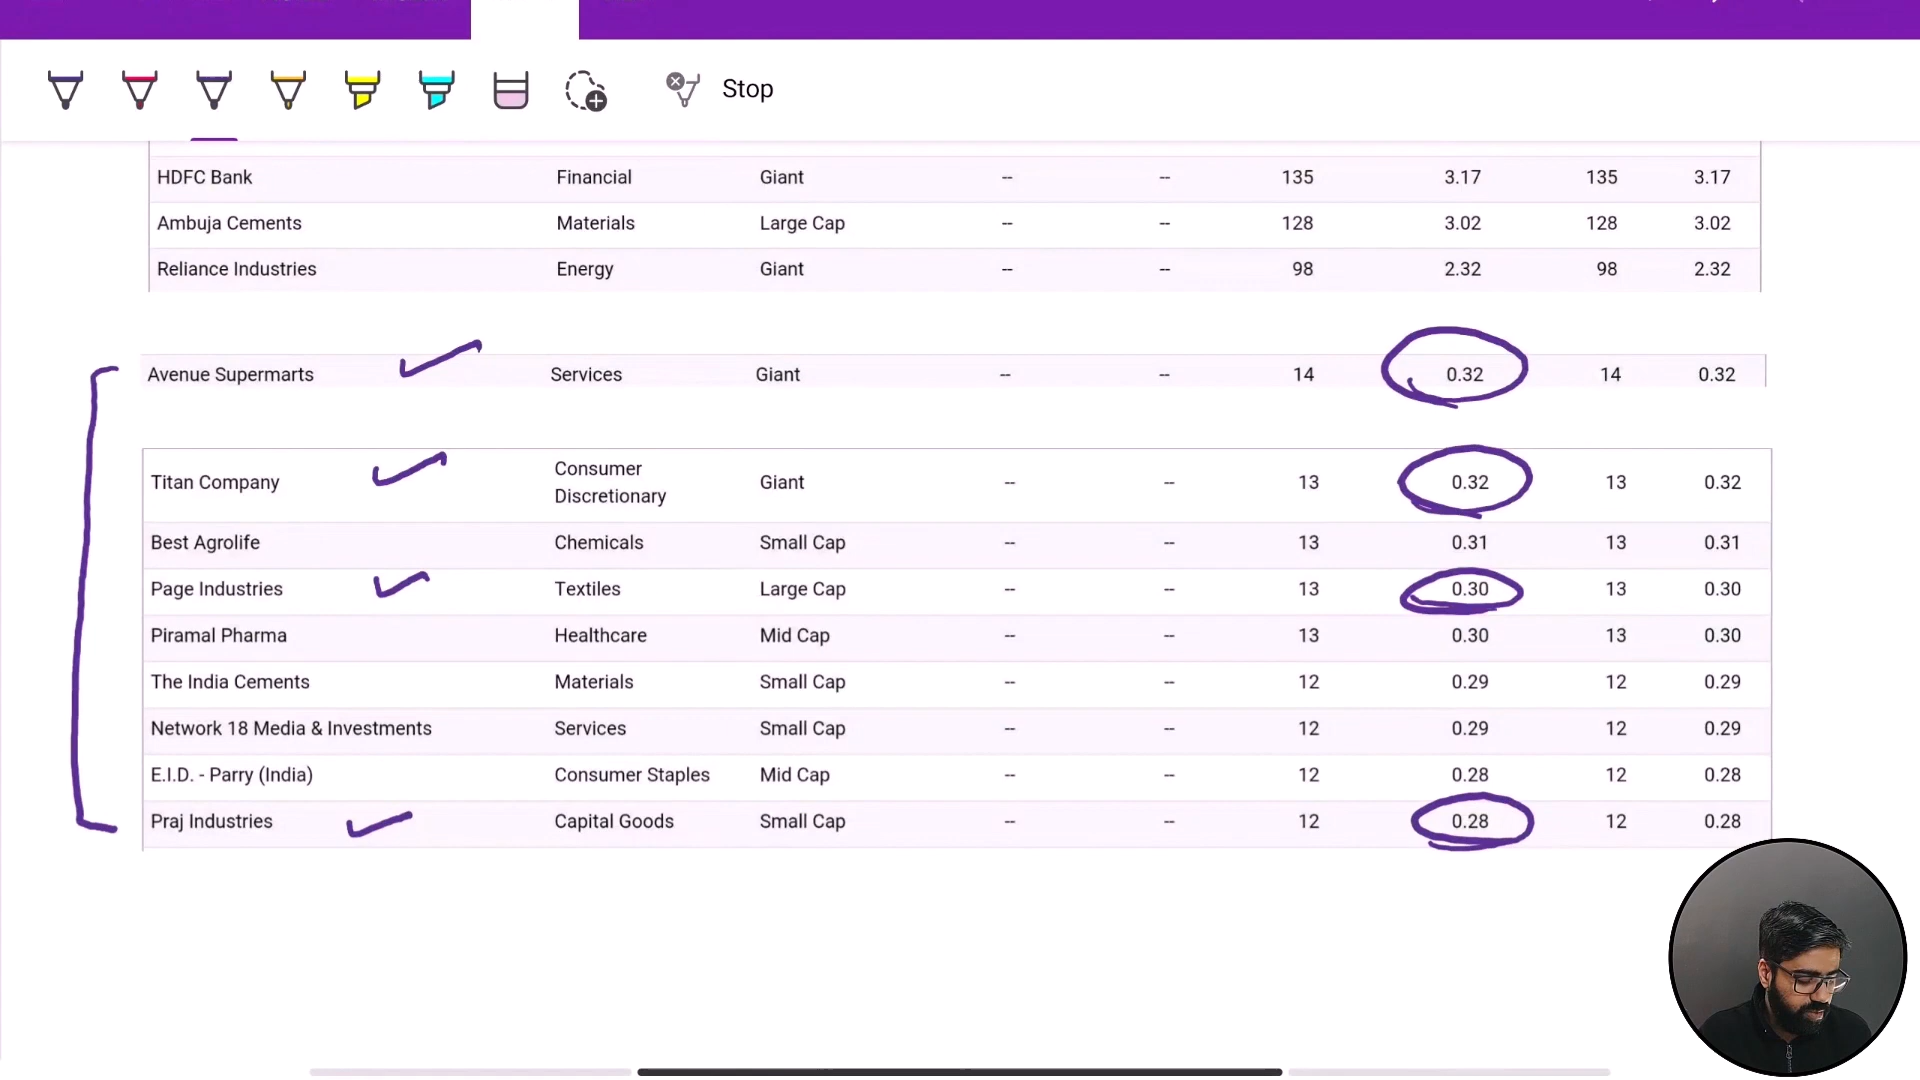 Stop
HDFC Bank Financial Giant -- -- 135 3.17 135 3.17
Ambuja Cements Materials Large Cap -- -- 128 3.02 128 3.02
Reliance Industries Energy Giant -- -- 98 2.32 98 2.32
Avenue Supermarts Services Giant -- -- 14 0.32 14 0.32
Titan Company Consumer Discretionary Giant -- -- 13 0.32 13 0.32
Best Agrolife Chemicals Small Cap -- -- 13 0.31 13 0.31
Page Industries Textiles Large Cap -- -- 13 0.30 13 0.30
Piramal Pharma Healthcare Mid Cap -- -- 13 0.30 13 0.30
The India Cements Materials Small Cap -- -- 12 0.29 12 0.29
Network 18 Media & Investments Services Small Cap -- -- 12 0.29 12 0.29
E.I.D. - Parry (India) Consumer Staples Mid Cap -- -- 12 0.28 12 0.28
Praj Industries Capital Goods Small Cap -- -- 12 0.28 12 0.28